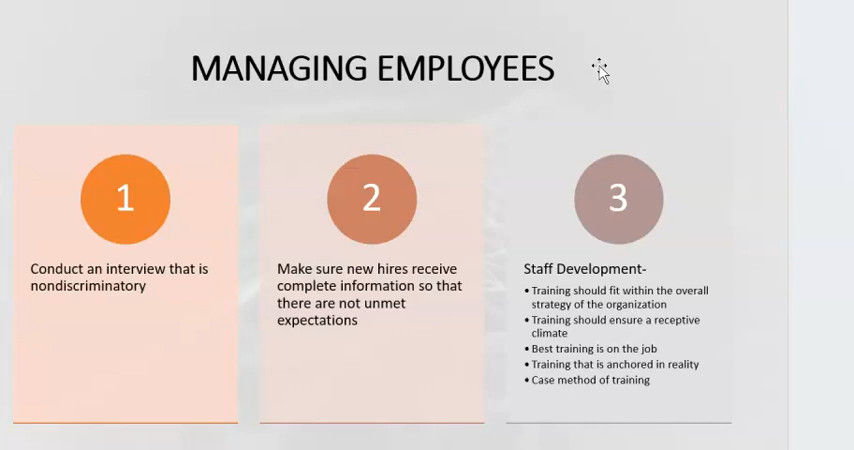 MANAGING EMPLOYEES
1
Conduct an interview that is
nondiscriminatory
2
Make sure new hires receive
complete information so that
there are not unmet
expectations
3
Staff Development-
• Training should fit within the overall
strategy of the organization
• Training should ensure a receptive
climate
• Best training is on the job
• Training that is anchored in reality
• Case method of training